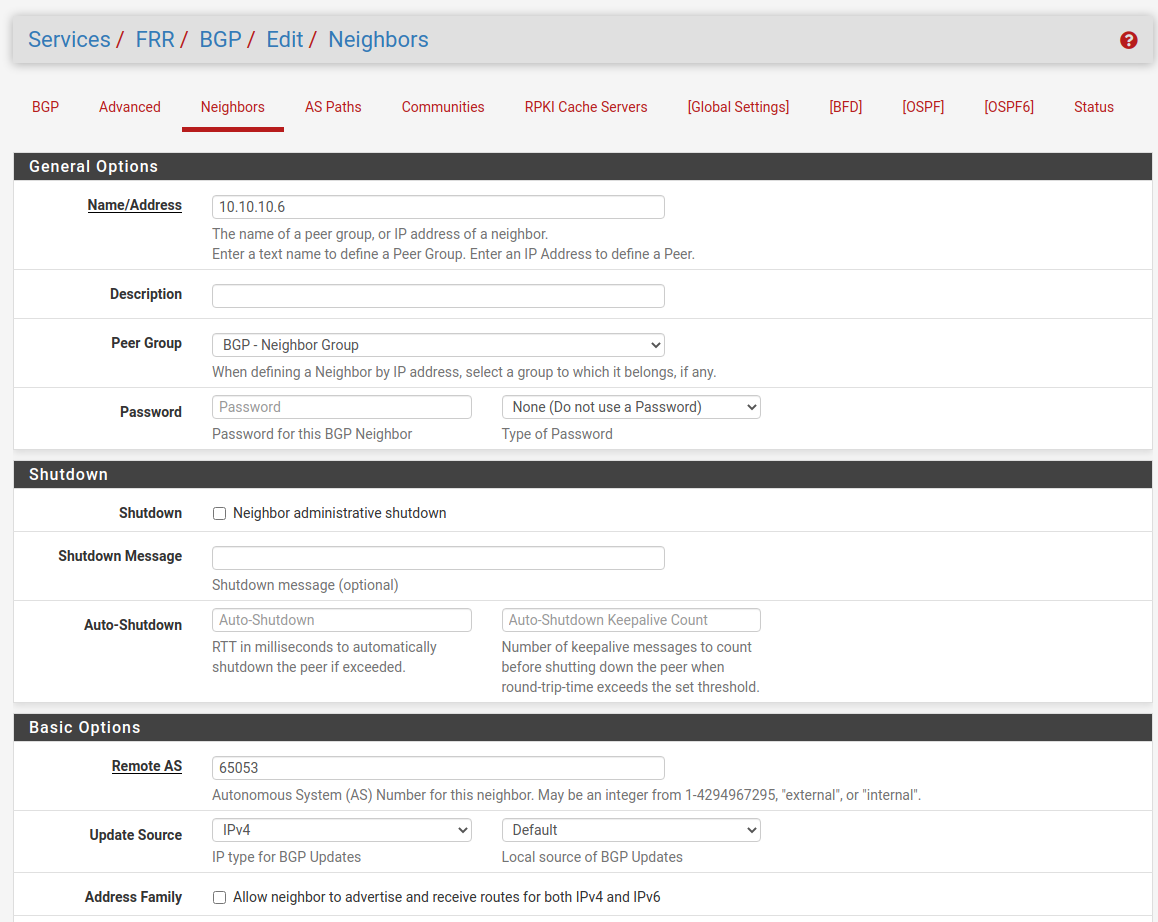 Services / FRR / BGP / Edit / Neighbors
BGP Advanced Neighbors AS Paths Communities RPKI Cache Servers [Global Settings] [BFD] [OSPF] [OSPF6] Status
General Options
Name/Address 10.10.10.6
The name of a peer group, or IP address of a neighbor.
Enter a text name to define a Peer Group. Enter an IP Address to define a Peer.
Description
Peer Group BGP - Neighbor Group
When defining a Neighbor by IP address, select a group to which it belongs, if any.
Password Password None (Do not use a Password)
Password for this BGP Neighbor Type of Password
Shutdown
Shutdown Neighbor administrative shutdown
Shutdown Message
Shutdown message (optional)
Auto-Shutdown Auto-Shutdown Auto-Shutdown Keepalive Count
RTT in milliseconds to automatically
shutdown the peer if exceeded.
Number of keepalive messages to count
before shutting down the peer when
round-trip-time exceeds the set threshold.
Basic Options
Remote AS 65053
Autonomous System (AS) Number for this neighbor. May be an integer from 1-4294967295, "external", or "internal".
Update Source IPv4 Default
IP type for BGP Updates Local source of BGP Updates
Address Family Allow neighbor to advertise and receive routes for both IPv4 and IPv6